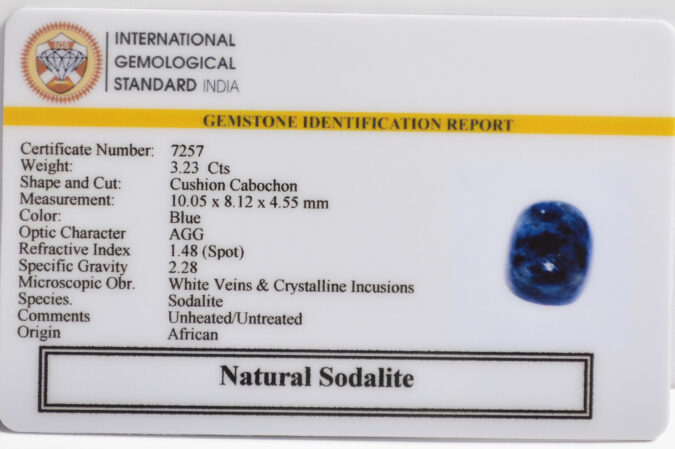 IGS
INTERNATIONAL
GEMOLOGICAL
STANDARD INDIA
GEMSTONE IDENTIFICATION REPORT
Certificate Number: 7257
Weight: 3.23 Cts
Shape and Cut: Cushion Cabochon
Measurement: 10.05 x 8.12 x 4.55 mm
Color: Blue
Optic Character AGG
Refractive Index 1.48 (Spot)
Specific Gravity 2.28
Microscopic Obr. White Veins & Crystalline Incusions
Species. Sodalite
Comments Unheated/Untreated
Origin African
Natural Sodalite